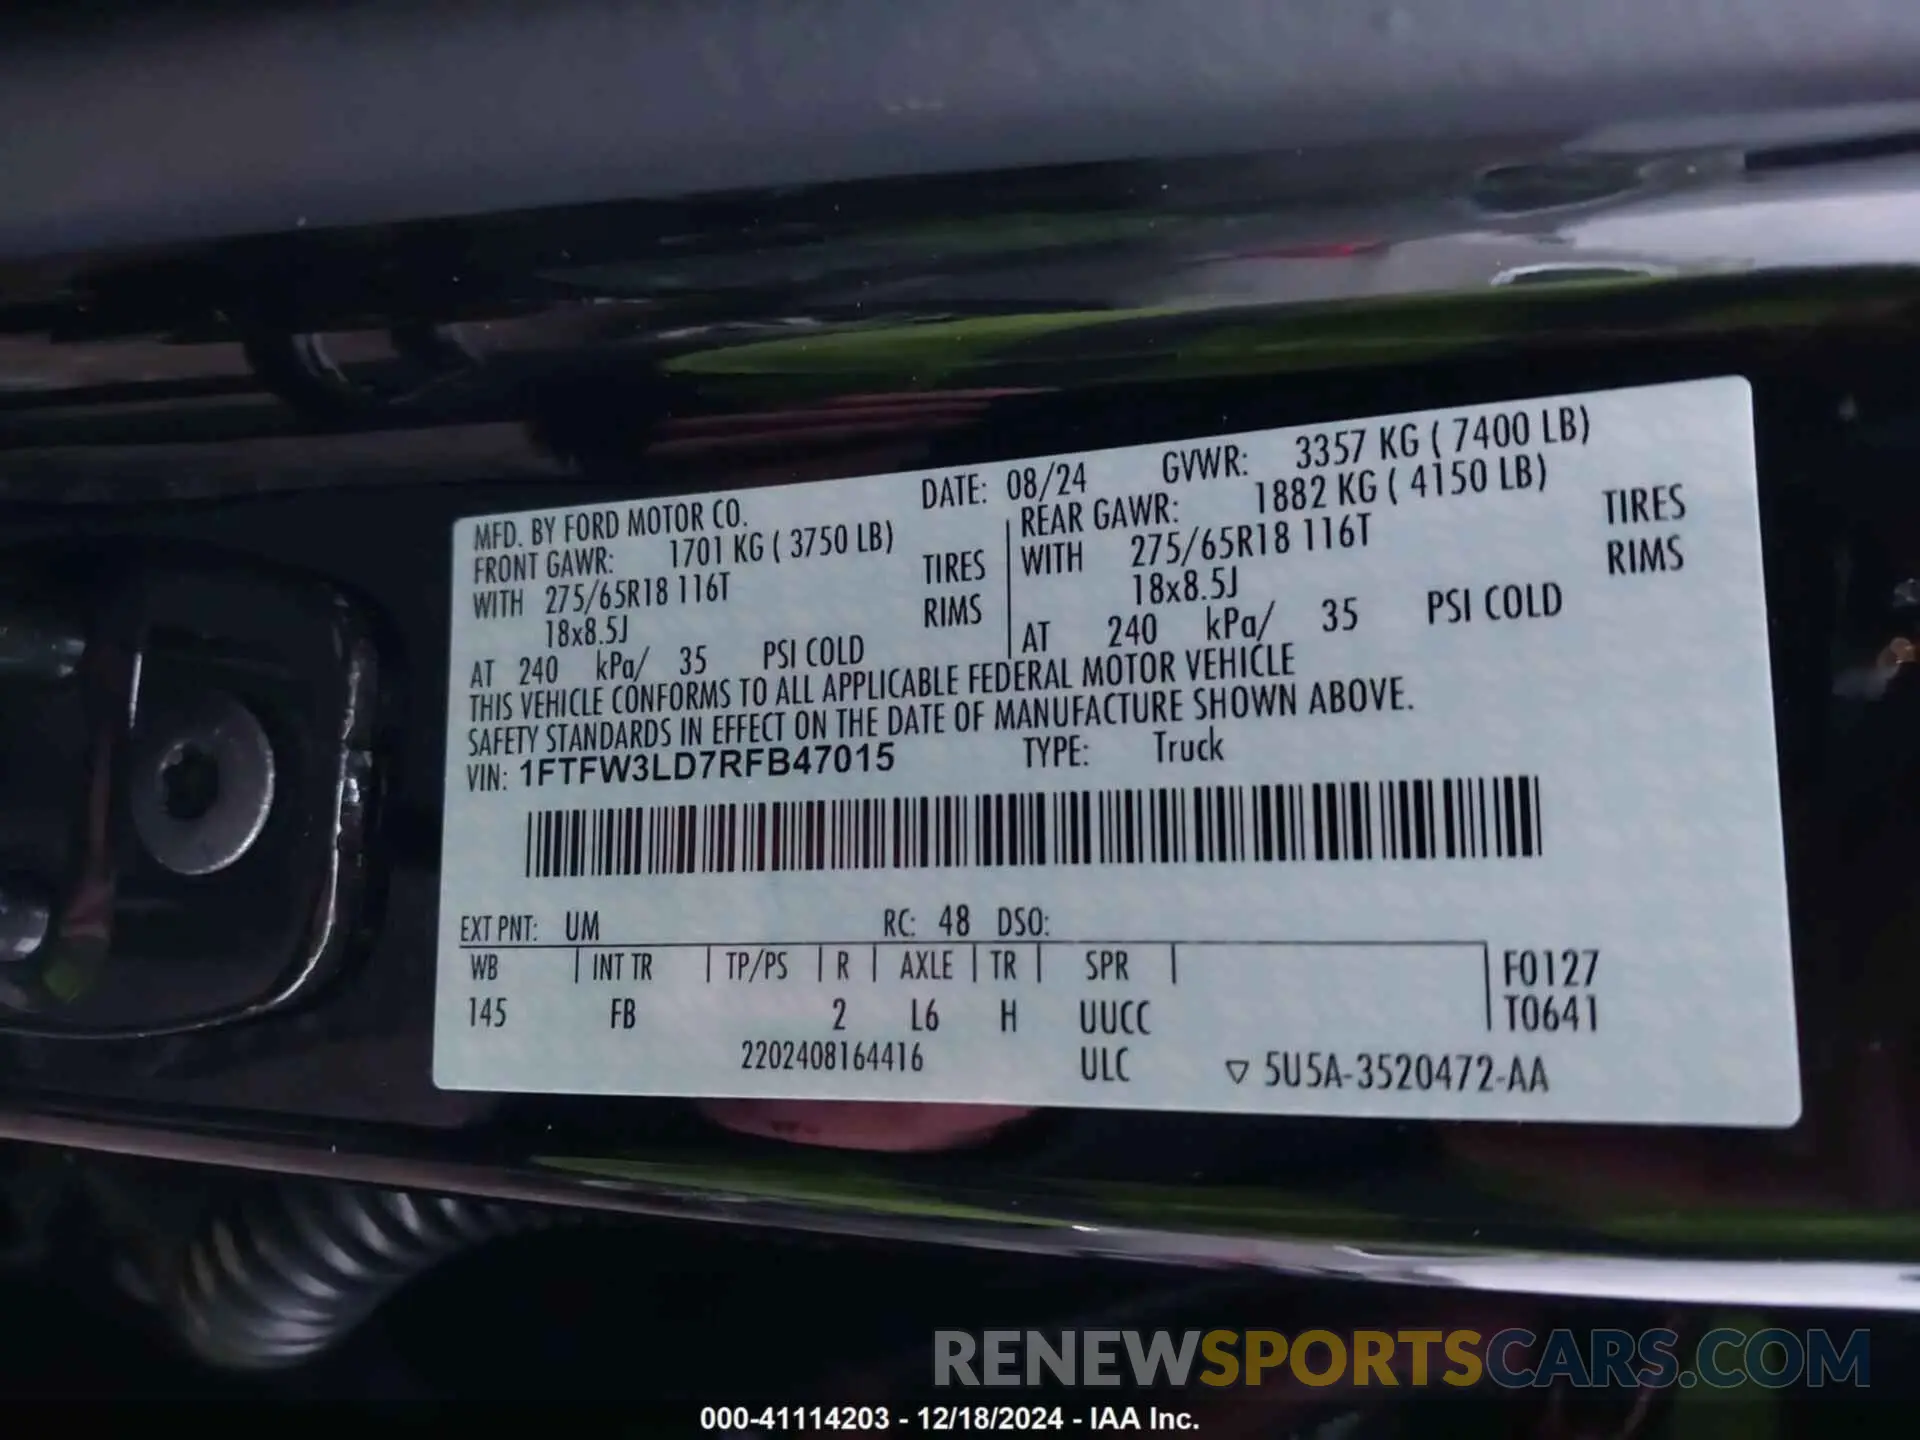 MFD. BY FORD MOTOR CO. DATE: 08/24 GVWR: 3357 KG ( 7400 LB)
FRONT GAWR: 1701 KG ( 3750 LB) REAR GAWR: 1882 KG ( 4150 LB)
WITH 275/65R18 116T TIRES WITH 275/65R18 116T TIRES
18x8.5J RIMS 18x8.5J RIMS
AT 240 kPa/ 35 PSI COLD AT 240 kPa/ 35 PSI COLD
THIS VEHICLE CONFORMS TO ALL APPLICABLE FEDERAL MOTOR VEHICLE
SAFETY STANDARDS IN EFFECT ON THE DATE OF MANUFACTURE SHOWN ABOVE.
VIN: 1FTFW3LD7RFB47015 TYPE: Truck
EXT PNT: UM RC: 48 DSO:
WB INT TR TP/PS R AXLE TR SPR F0127
145 FB 2 L6 H UUCC T0641
2202408164416 ULC ▽ 5U5A-3520472-AA
RENEWSPORTSCARS.COM
000-41114203 - 12/18/2024 - IAA Inc.